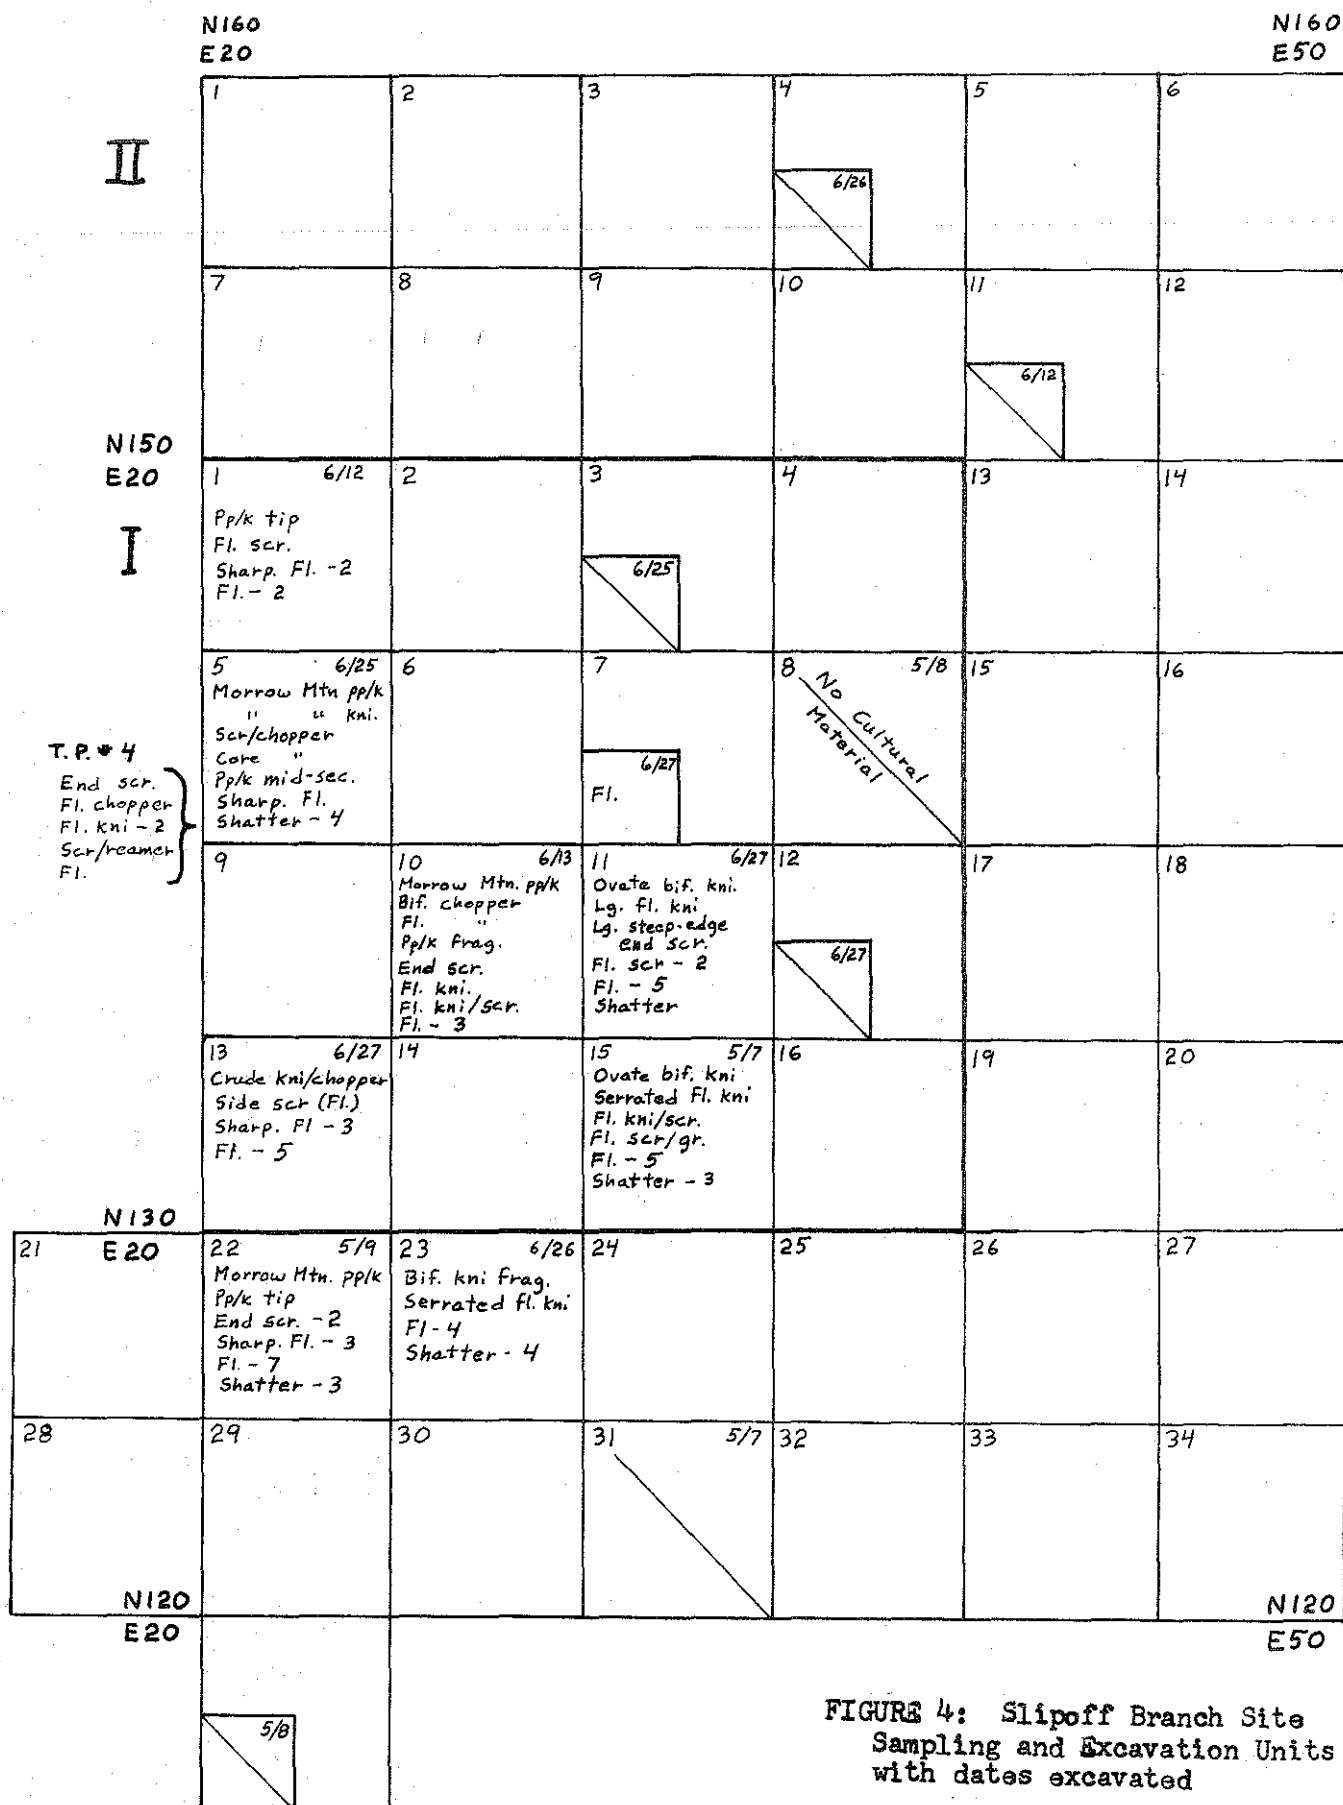 N160
E20
N160
E50
II
1
2
3
4
5
6
6/26
7
8
9
10
11
12
6/12
N150
E20
I
1 6/12
Pp/k tip
Fl. scr.
Sharp. Fl. - 2
Fl. - 2
2
3
6/25
4
13
14
5 6/25
Morrow Mtn pp/k
" " kni.
Scr/chopper
Core "
Pp/k mid-sec.
Sharp. Fl.
Shatter - 4
6
7
6/27
Fl.
8 5/8
No Cultural
Material
15
16
T.P. # 4
End scr.
Fl. chopper
Fl. kni - 2
Scr/reamer
Fl.
9
10 6/13
Morrow Mtn. pp/k
Bif. chopper
Fl. "
Pp/k frag.
End scr.
Fl. kni.
Fl. kni/scr.
Fl. - 3
11 6/27
Ovate bif. kni.
Lg. fl. kni
Lg. steep-edge
end scr.
Fl. scr - 2
Fl. - 5
Shatter
12
6/27
17
18
13 6/27
Crude kni/chopper
Side scr (Fl.)
Sharp. Fl - 3
Fl. - 5
14
15 5/7
Ovate bif. kni
Serrated Fl. kni
Fl. kni/scr.
Fl. scr/gr.
Fl. - 5
Shatter - 3
16
19
20
N130
E20
21
22 5/9
Morrow Mtn. pp/k
Pp/k tip
End scr. - 2
Sharp. Fl. - 3
Fl. - 7
Shatter - 3
23 6/26
Bif. kni frag.
Serrated fl. kni
Fl - 4
Shatter - 4
24
25
26
27
28
29
30
31 5/7
32
33
34
N120
E20
N120
E50
5/8
FIGURE 4: Slipoff Branch Site
Sampling and Excavation Units
with dates excavated